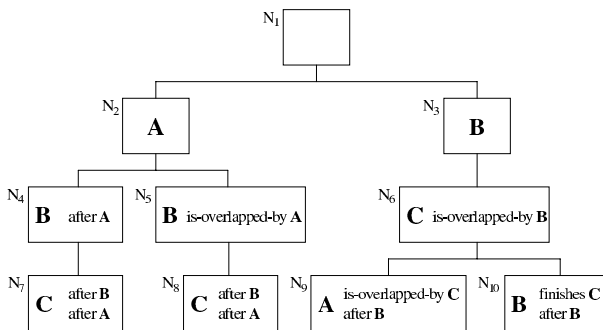 N1
N2
A
N3
B
N4
B after A
N5
B is-overlapped-by A
N6
C is-overlapped-by B
N7
C after B
after A
N8
C after B
after A
N9
A is-overlapped-by C
after B
N10
B finishes C
after B